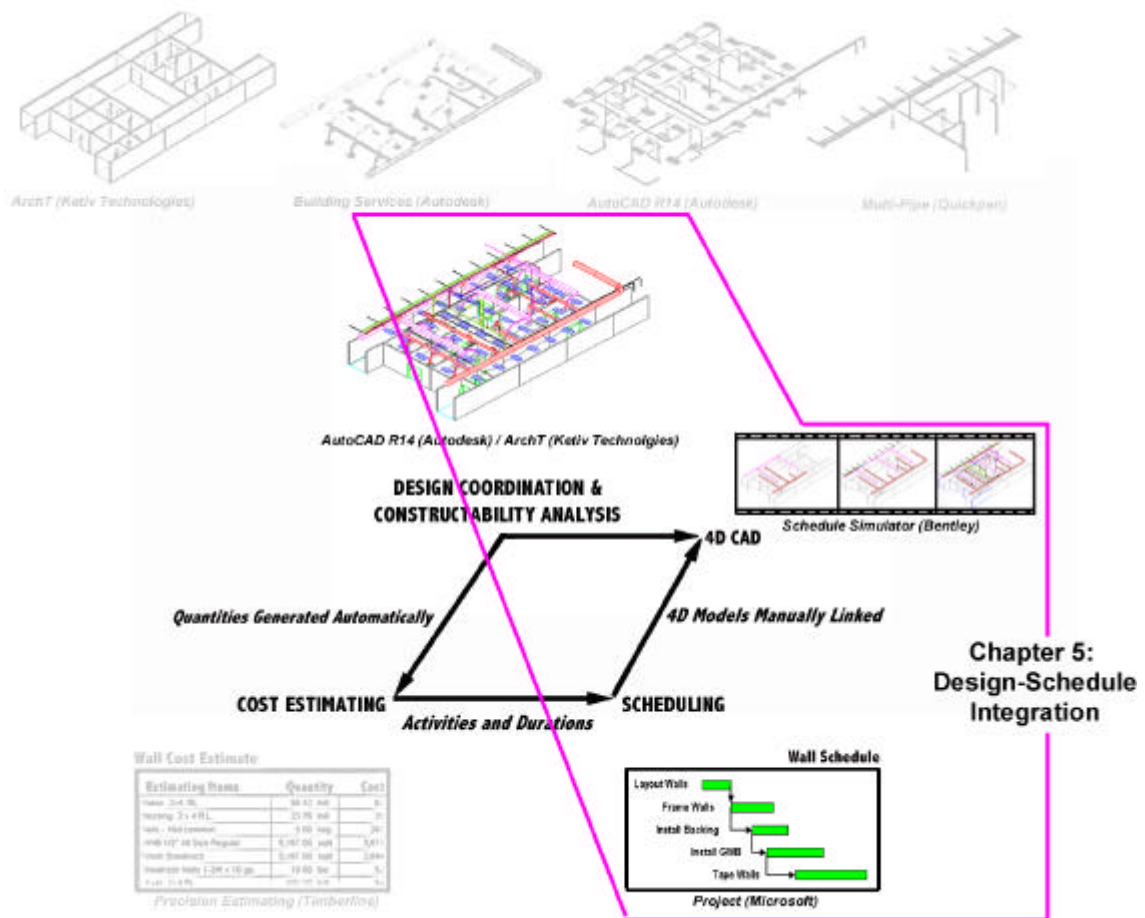 ArchT (Ketiv Technologies)
Building Services (Autodesk)
AutoCAD R14 (Autodesk)
Multi-Pipe (Quickpen)
AutoCAD R14 (Autodesk) / ArchT (Ketiv Technolgies)
Schedule Simulator (Bentley)
DESIGN COORDINATION &
CONSTRUCTABILITY ANALYSIS
4D CAD
Quantities Generated Automatically
4D Models Manually Linked
Chapter 5:
Design-Schedule
Integration
COST ESTIMATING
SCHEDULING
Activities and Durations
Wall Cost Estimate
Estimating Items Quantity Cost
Precision Estimating (Timberline)
Wall Schedule
Layout Walls
Frame Walls
Install Backing
Install GWB
Tape Walls
Project (Microsoft)